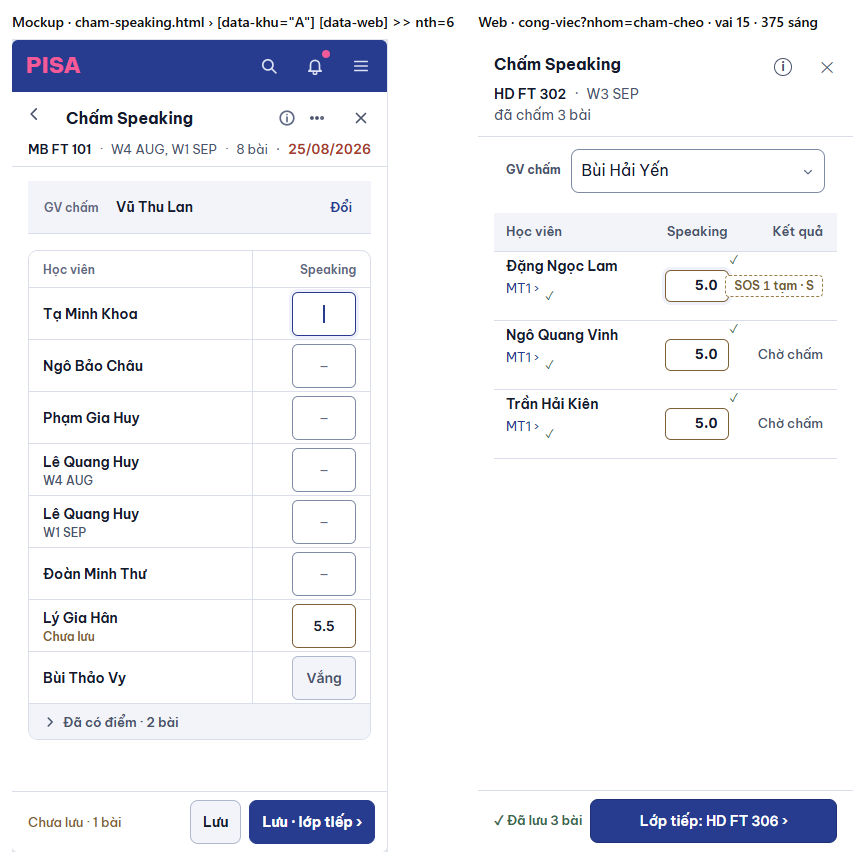 Mockup · cham-speaking.html › [data-khu="A"] [data-web] >> nth=6
PISA
Chấm Speaking
MB FT 101 · W4 AUG, W1 SEP · 8 bài · 25/08/2026
GV chấm Vũ Thu Lan Đổi
Học viên Speaking
Tạ Minh Khoa
Ngô Bảo Châu –
Phạm Gia Huy –
Lê Quang Huy –
W4 AUG
Lê Quang Huy –
W1 SEP
Đoàn Minh Thư –
Lý Gia Hân 5.5
Chưa lưu
Bùi Thảo Vy Vắng
Đã có điểm · 2 bài
Chưa lưu · 1 bài Lưu Lưu · lớp tiếp ›
Web · cong-viec?nhom=cham-cheo · vai 15 · 375 sáng
Chấm Speaking
HD FT 302 · W3 SEP
đã chấm 3 bài
GV chấm Bùi Hải Yến
Học viên Speaking Kết quả
Đặng Ngọc Lam ✓
MT1 › ✓ 5.0 SOS 1 tạm · S
Ngô Quang Vinh ✓
MT1 › ✓ 5.0 Chờ chấm
Trần Hải Kiên ✓
MT1 › ✓ 5.0 Chờ chấm
✓ Đã lưu 3 bài Lớp tiếp: HD FT 306 ›